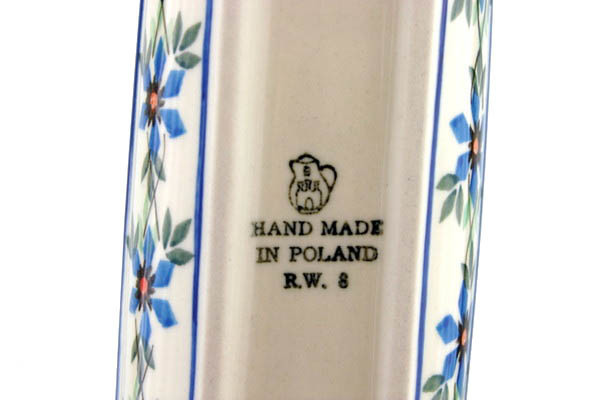 HAND MADE
IN POLAND
R.W. 8